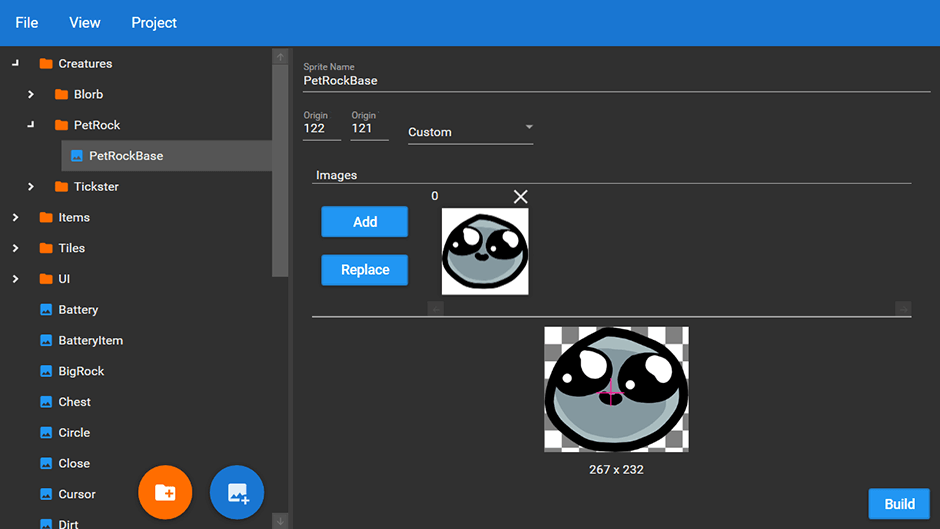 File View Project
Creatures
Blorb
PetRock
PetRockBase
Tickster
Items
Tiles
UI
Battery
BatteryItem
BigRock
Chest
Circle
Close
Cursor
Dirt
Sprite Name
PetRockBase
Origin Origin
122 121 Custom
Images
0
Add
Replace
267 x 232
Build